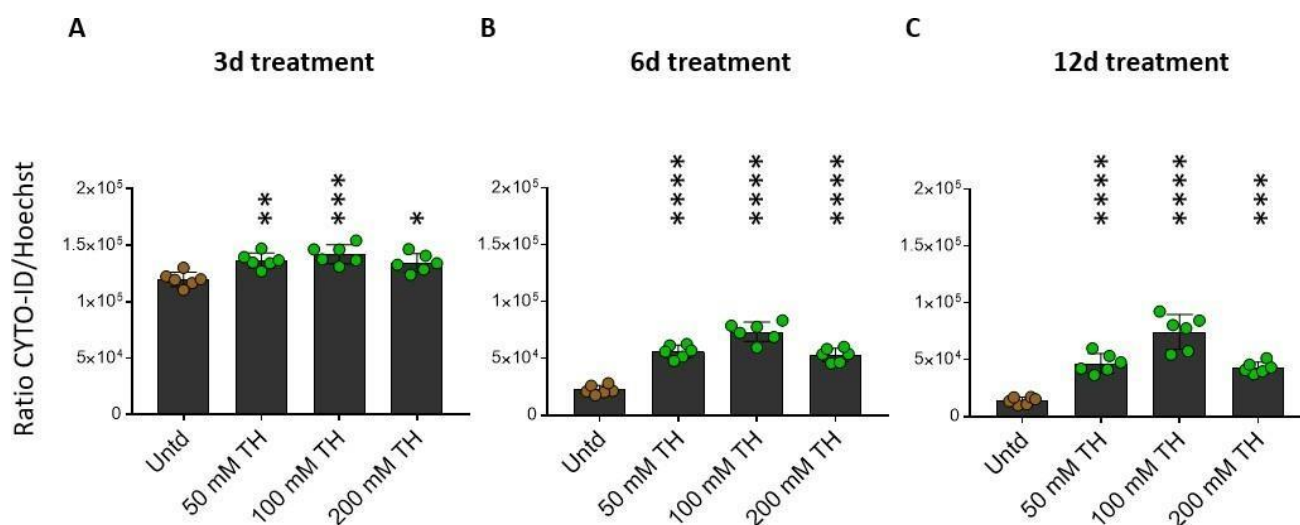 A
3d treatment
Ratio CYTO-ID/Hoechst
2×10⁵
1.5×10⁵
1×10⁵
5×10⁴
0
**
***
*
Untd
50 mM TH
100 mM TH
200 mM TH
B
6d treatment
2×10⁵
1.5×10⁵
1×10⁵
5×10⁴
0
****
****
****
Untd
50 mM TH
100 mM TH
200 mM TH
C
12d treatment
2×10⁵
1.5×10⁵
1×10⁵
5×10⁴
0
****
****
***
Untd
50 mM TH
100 mM TH
200 mM TH